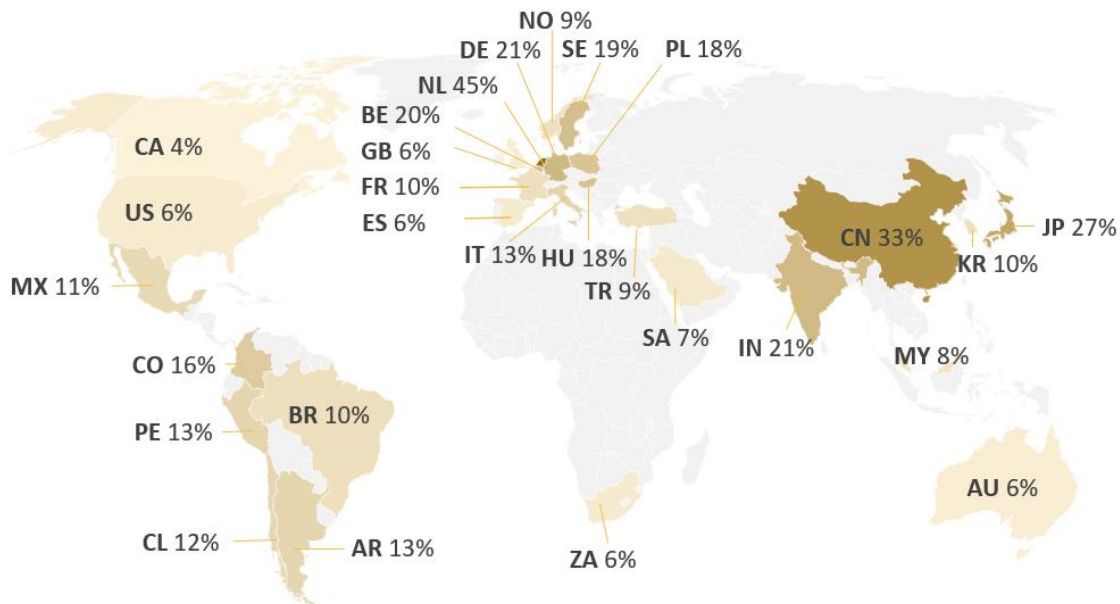 NO 9%
DE 21%
SE 19%
PL 18%
NL 45%
BE 20%
CA 4%
GB 6%
FR 10%
US 6%
ES 6%
CN 33%
JP 27%
IT 13%
HU 18%
KR 10%
MX 11%
TR 9%
SA 7%
IN 21%
MY 8%
CO 16%
BR 10%
PE 13%
AU 6%
CL 12%
AR 13%
ZA 6%